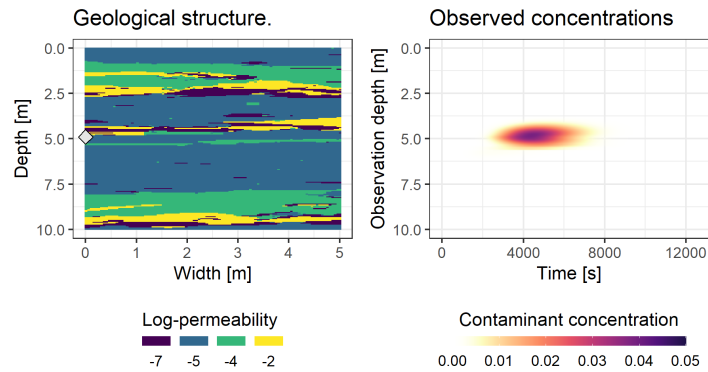 Geological structure.
Observed concentrations
0.0
2.5
5.0
7.5
10.0
Depth [m]
0 1 2 3 4 5
Width [m]
0.0
2.5
5.0
7.5
10.0
Observation depth [m]
0 4000 8000 12000
Time [s]
Log-permeability
-7 -5 -4 -2
Contaminant concentration
0.00 0.01 0.02 0.03 0.04 0.05